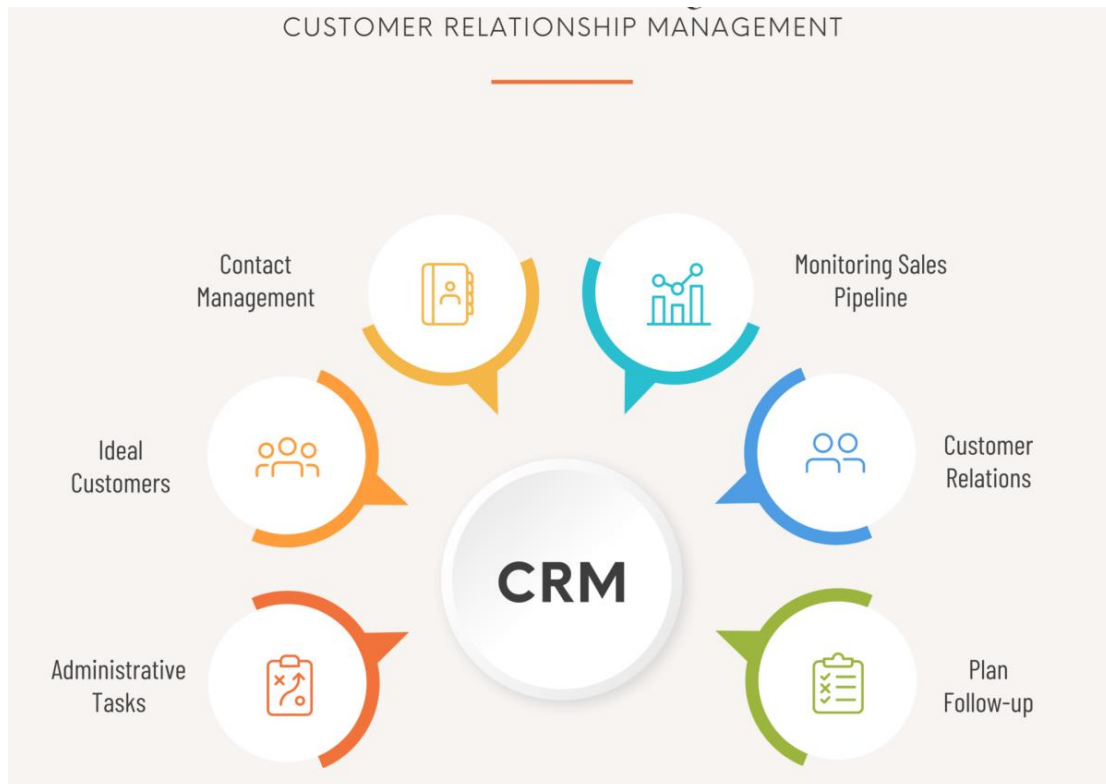 CUSTOMER RELATIONSHIP MANAGEMENT
Contact
Management
Monitoring Sales
Pipeline
Ideal
Customers
Customer
Relations
CRM
Administrative
Tasks
Plan
Follow-up